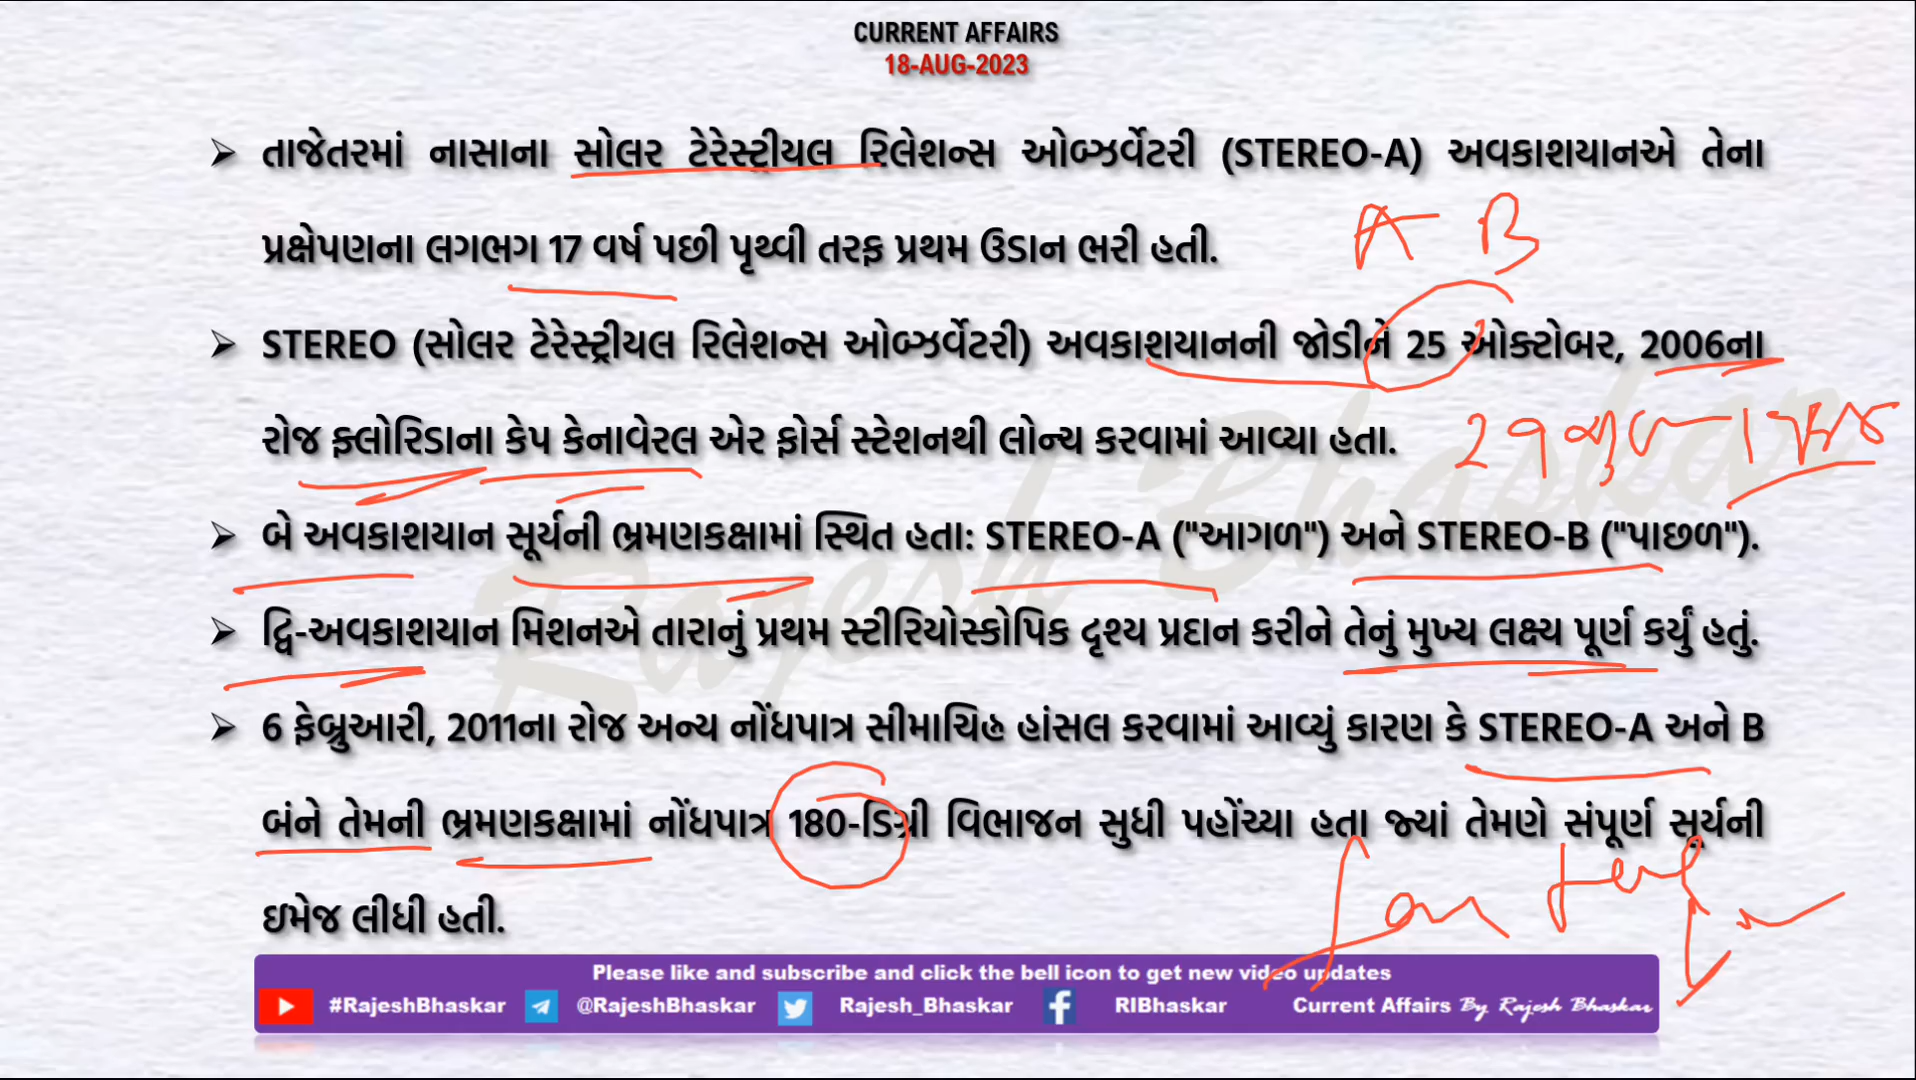 CURRENT AFFAIRS
18-AUG-2023
➢ તાજેતરમાં નાસાના સોલર ટેરેસ્ટ્રીયલ રિલેશન્સ ઓબ્ઝર્વેટરી (STEREO-A) અવકાશયાનએ તેના
પ્રક્ષેપણના લગભગ 17 વર્ષ પછી પૃથ્વી તરફ પ્રથમ ઉડાન ભરી હતી.
A B
➢ STEREO (સોલર ટેરેસ્ટ્રીયલ રિલેશન્સ ઓબ્ઝર્વેટરી) અવકાશયાનની જોડીને 25 ઓક્ટોબર, 2006ના
રોજ ફ્લોરિડાના કેપ કેનાવેરલ એર ફોર્સ સ્ટેશનથી લોન્ચ કરવામાં આવ્યા હતા.
➢ બે અવકાશયાન સૂર્યની ભ્રમણકક્ષામાં સ્થિત હતા: STEREO-A ("આગળ") અને STEREO-B ("પાછળ").
➢ દ્વિ-અવકાશયાન મિશનએ તારાનું પ્રથમ સ્ટીરિયોસ્કોપિક દૃશ્ય પ્રદાન કરીને તેનું મુખ્ય લક્ષ્ય પૂર્ણ કર્યું હતું.
➢ 6 ફેબ્રુઆરી, 2011ના રોજ અન્ય નોંધપાત્ર સીમાચિહ્ન હાંસલ કરવામાં આવ્યું કારણ કે STEREO-A અને B
બંને તેમની ભ્રમણકક્ષામાં નોંધપાત્ર 180-ડિગ્રી વિભાજન સુધી પહોંચ્યા હતા જ્યાં તેમણે સંપૂર્ણ સૂર્યની
ઇમેજ લીધી હતી.
Rajesh Bhaskar
Please like and subscribe and click the bell icon to get new video updates
#RajeshBhaskar @RajeshBhaskar Rajesh_Bhaskar RIBhaskar Current Affairs By Rajesh Bhaskar